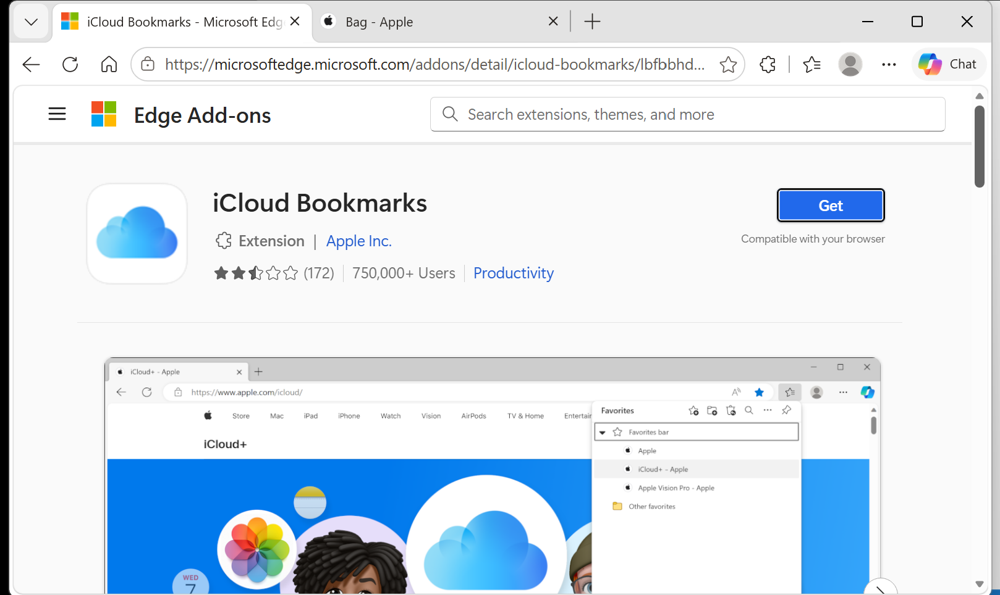 iCloud Bookmarks - Microsoft Edg
Bag - Apple
https://microsoftedge.microsoft.com/addons/detail/icloud-bookmarks/lbfbbhd...
Chat
Edge Add-ons
Search extensions, themes, and more
iCloud Bookmarks
Get
Extension | Apple Inc.
Compatible with your browser
(172) 750,000+ Users Productivity
iCloud+ - Apple
https://www.apple.com/icloud/
Store Mac iPad iPhone Watch Vision AirPods TV & Home Entertain
iCloud+
Favorites
Favorites bar
Apple
iCloud+ - Apple
Apple Vision Pro - Apple
Other favorites
WED
7